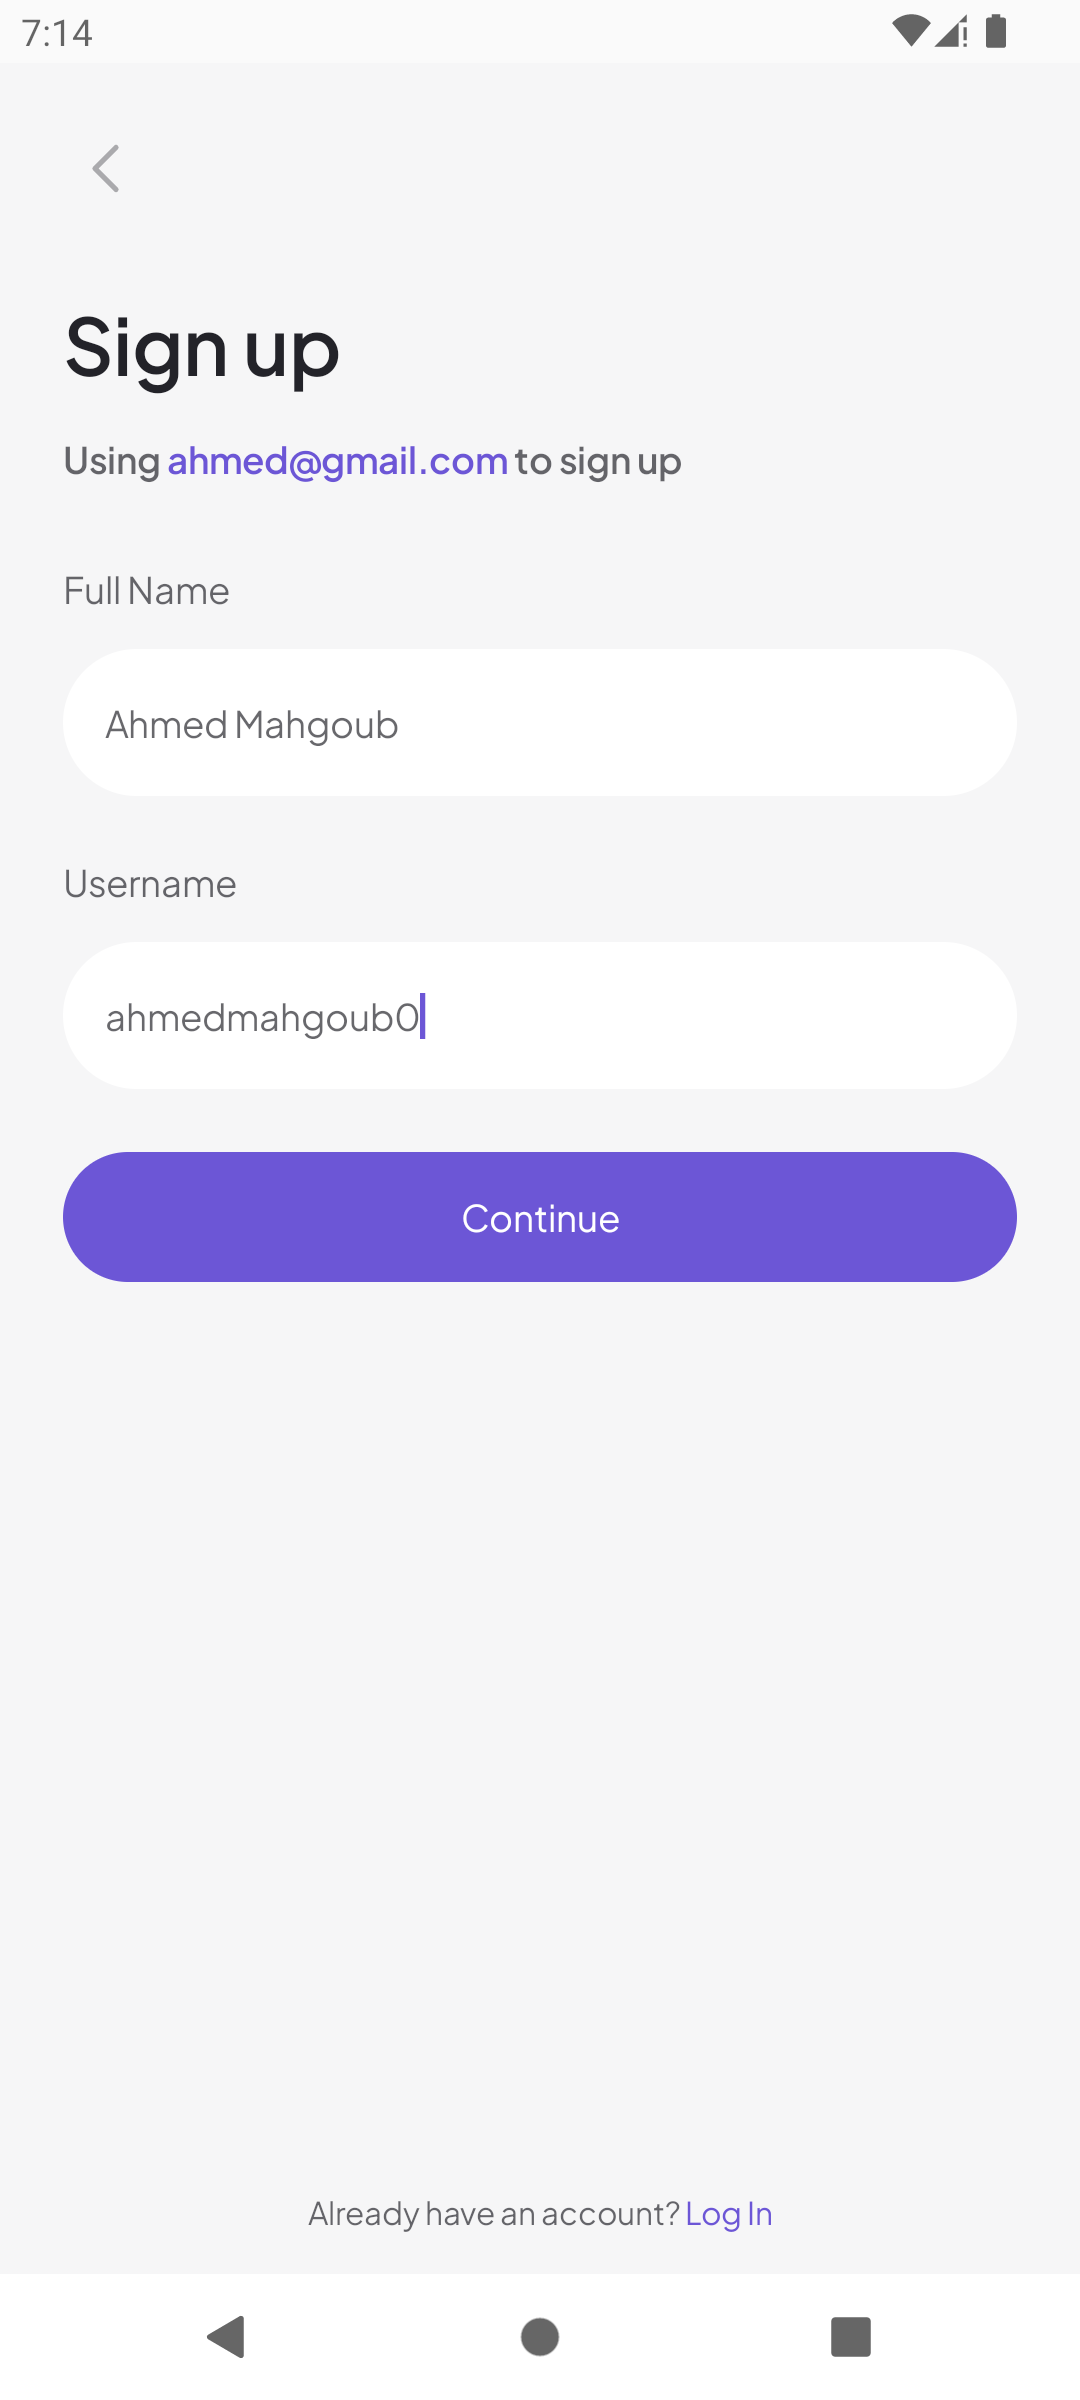 7:14
Sign up
Using ahmed@gmail.com to sign up
Full Name
Ahmed Mahgoub
Username
ahmedmahgoub0
Continue
Already have an account? Log In